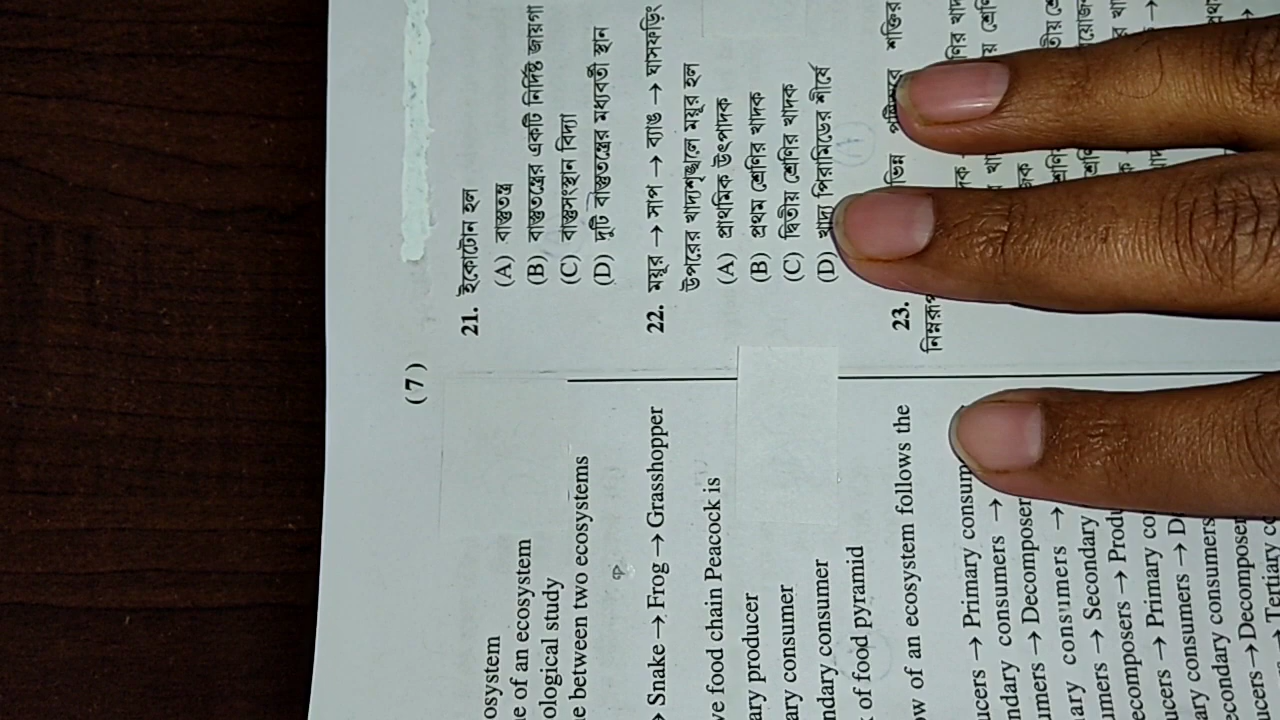 (7)
osystem
e of an ecosystem
ological study
e between two ecosystems
→ Snake → Frog → Grasshopper
ve food chain Peacock is
ary producer
ary consumer
ndary consumer
of food pyramid
ow of an ecosystem follows the
ucers → Primary consum
ndary consumers →
umers → Decomposer
ary consumers →
umers → Secondary
ecomposers → Produ
ucers → Primary co
ary consumers → D
econdary consumers
ucers → Decomposer
→ Tertiary co
21. ইকোটোন হল
(A) বাস্তুতন্ত্র
(B) বাস্তুতন্ত্রের একটি নির্দিষ্ট জায়গা
(C) বাস্তুসংস্থান বিদ্যা
(D) দুটি বাস্তুতন্ত্রের মধ্যবর্তী স্থান
22. ময়ূর → সাপ → ব্যাঙ → ঘাসফড়িং
উপরের খাদ্যশৃঙ্খলে ময়ূর হল
(A) প্রাথমিক উৎপাদক
(B) প্রথম শ্রেণির খাদক
(C) দ্বিতীয় শ্রেণির খাদক
(D) খাদ্য পিরামিডের শীর্ষে
23. শক্তির
নিম্নরূপ